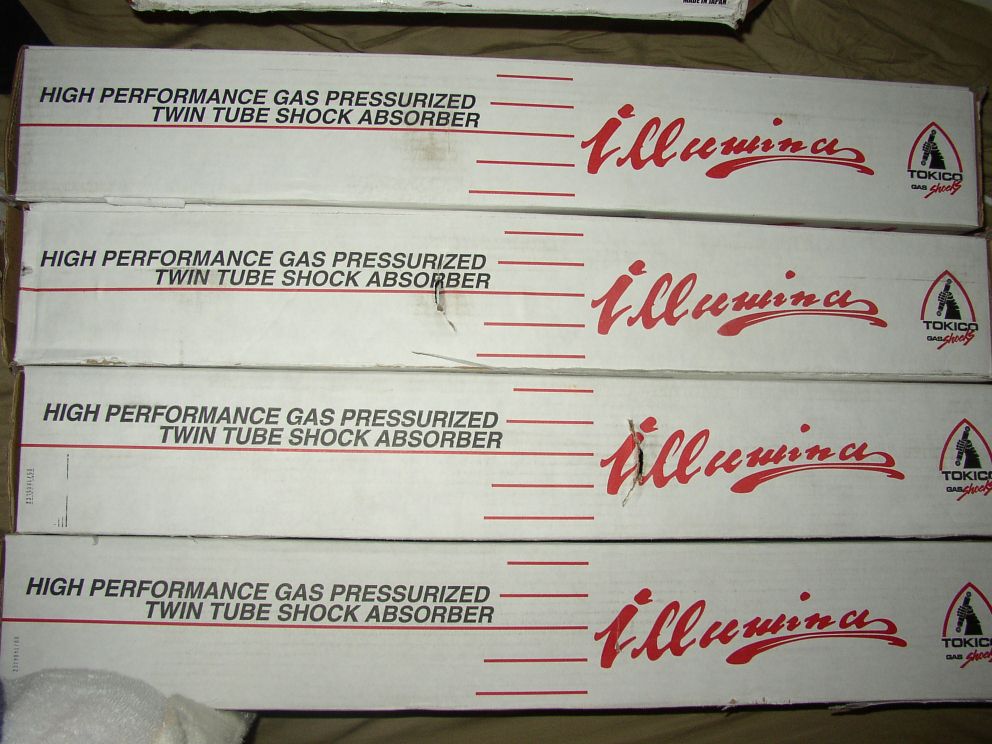 MADE IN JAPAN
HIGH PERFORMANCE GAS PRESSURIZED
TWIN TUBE SHOCK ABSORBER
illumina
TOKICO
GAS Shocks
HIGH PERFORMANCE GAS PRESSURIZED
TWIN TUBE SHOCK ABSORBER
illumina
TOKICO
GAS Shocks
HIGH PERFORMANCE GAS PRESSURIZED
TWIN TUBE SHOCK ABSORBER
illumina
TOKICO
GAS Shocks
HIGH PERFORMANCE GAS PRESSURIZED
TWIN TUBE SHOCK ABSORBER
illumina
TOKIC
GAS Shock